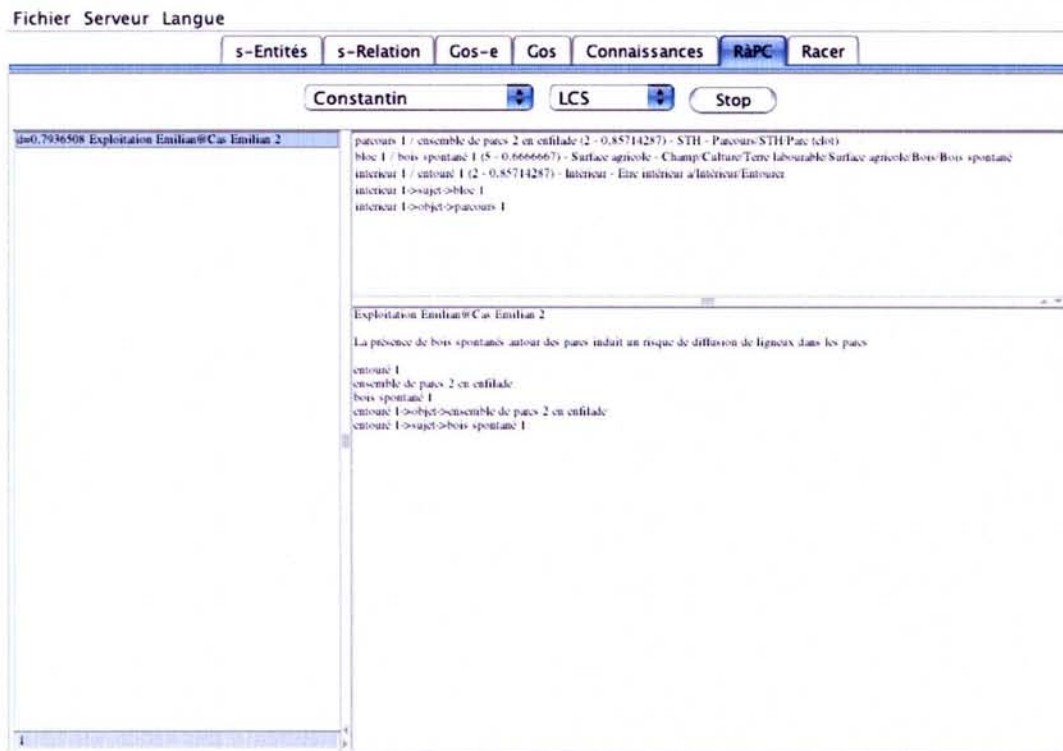 Fichier Serveur Langue
s-Entités s-Relation Gos-e Gos Connaissances RàPC Racer
Constantin LCS Stop
d=0.7936508 Exploitation Emilian@Cas Emilian 2
parcours 1 / ensemble de parcs 2 en enfilade (2 - 0.85714287) - STH - Parcours/STH/Parc (clot)
bloc 1 / bois spontané 1 (5 - 0.6666667) - Surface agricole - Champ/Culture/Terre labourable/Surface agricole/Bois/Bois spontané
interieur 1 / entouré 1 (2 - 0.85714287) - Interieur - Etre intérieur a/Intérieur/Entourer
interieur 1->sujet->bloc 1
interieur 1->objet->parcours 1
Exploitation Emilian@Cas Emilian 2
La présence de bois spontanés autour des parcs induit un risque de diffusion de ligneux dans les parcs
entouré 1
ensemble de parcs 2 en enfilade
bois spontané 1
entouré 1->objet->ensemble de parcs 2 en enfilade
entouré 1->sujet->bois spontané 1
1